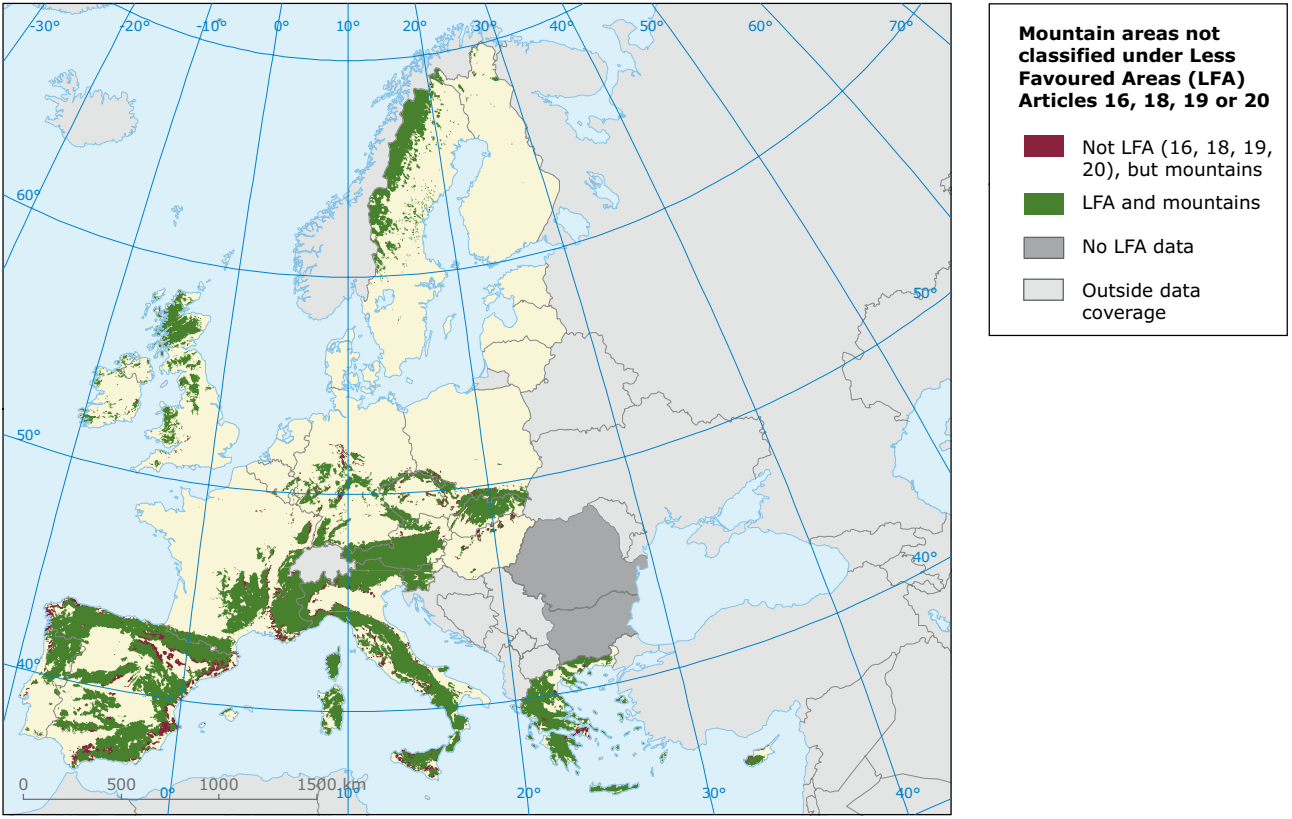 -30°
-20°
-10°
0°
10°
20°
30°
40°
50°
60°
70°
60°
50°
50°
40°
40°
0
500
1000
1500 km
0°
10°
20°
30°
40°
Mountain areas not
classified under Less
Favoured Areas (LFA)
Articles 16, 18, 19 or 20
Not LFA (16, 18, 19,
20), but mountains
LFA and mountains
No LFA data
Outside data
coverage